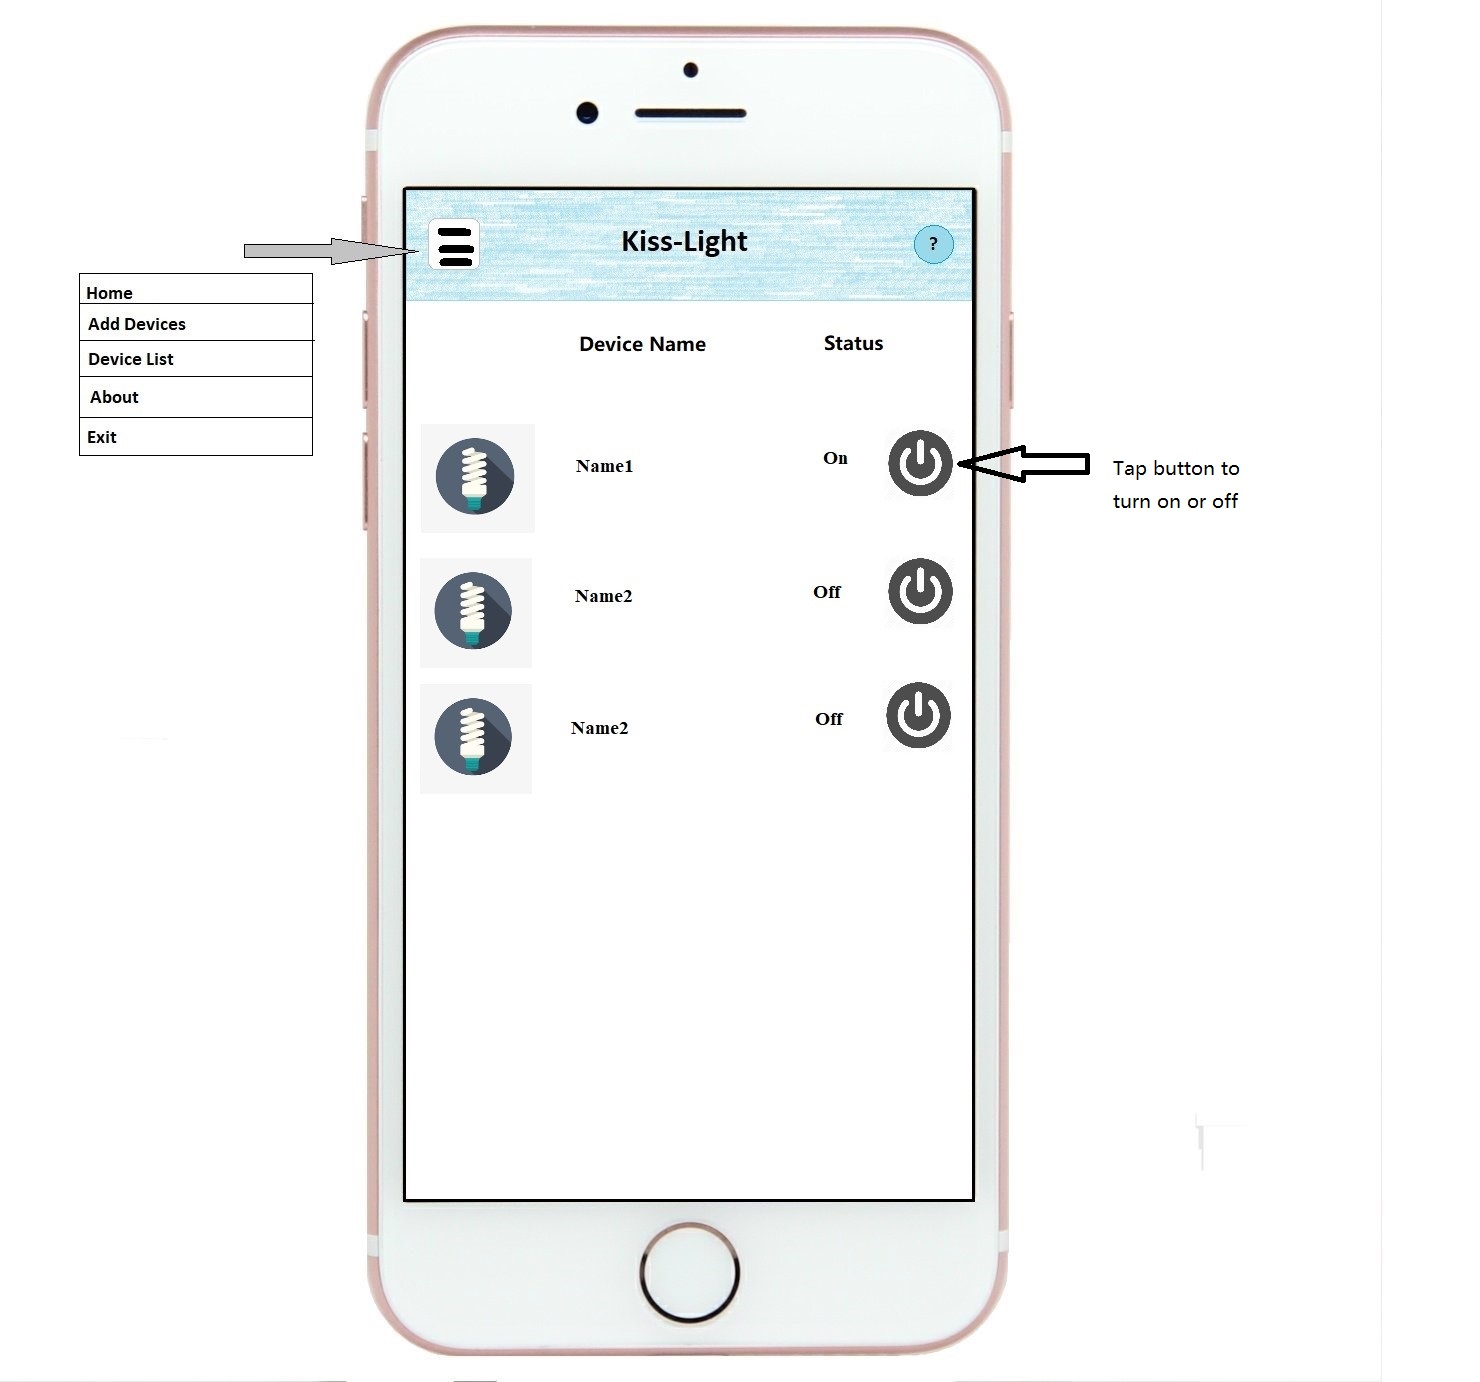 Kiss-Light
?
Home
Add Devices
Device List
About
Exit
Device Name Status
Name1 On
Tap button to
turn on or off
Name2 Off
Name2 Off